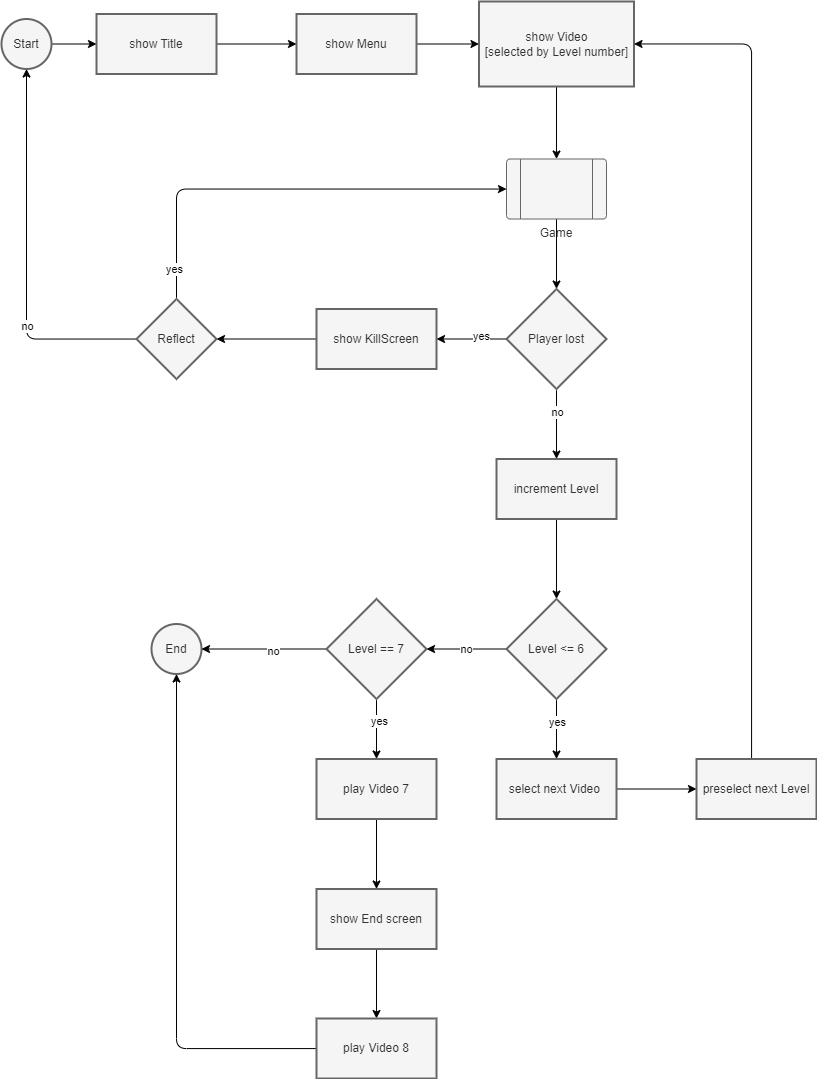 Start
show Title
show Menu
show Video
[selected by Level number]
Game
yes
Reflect
no
show KillScreen
yes
Player lost
no
increment Level
End
no
Level == 7
no
Level <= 6
yes
yes
play Video 7
select next Video
preselect next Level
show End screen
play Video 8